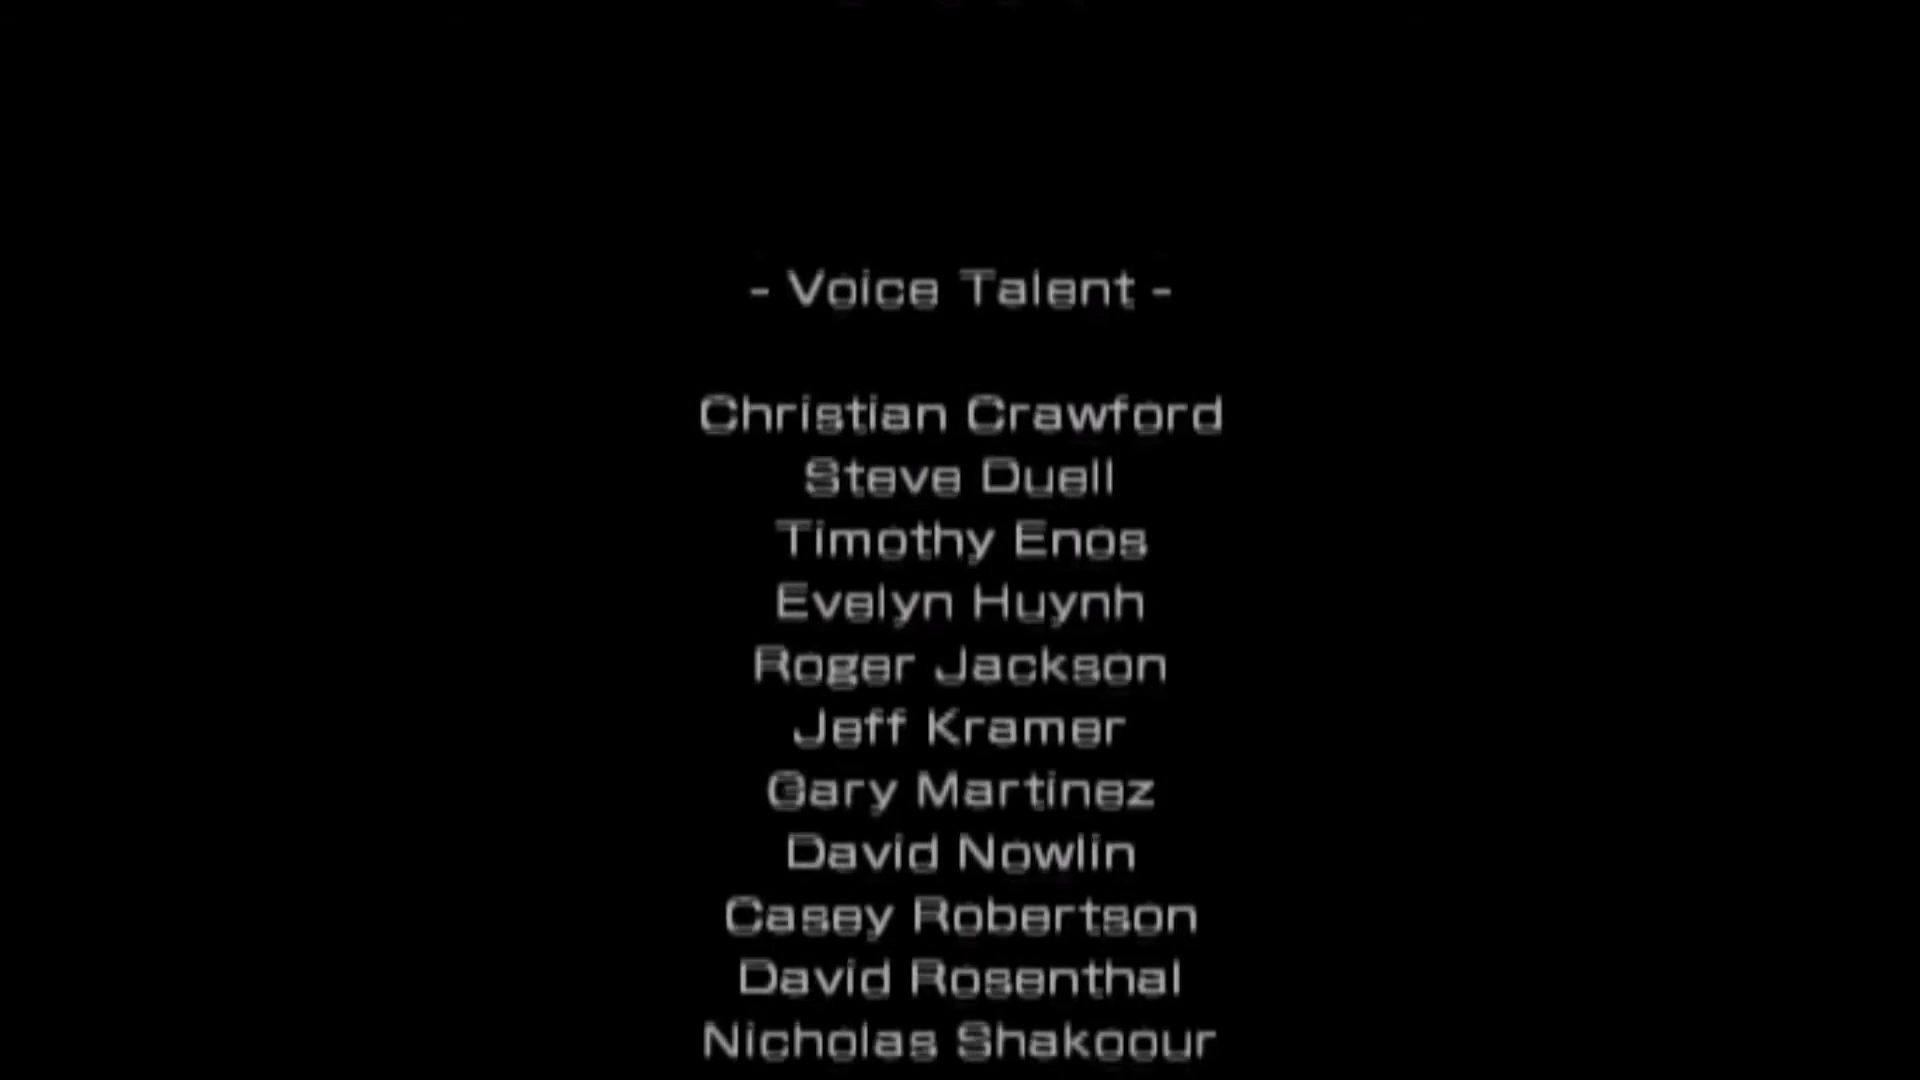 - Voice Talent -
Christian Crawford
Steve Duell
Timothy Enos
Evelyn Huynh
Roger Jackson
Jeff Kramer
Gary Martinez
David Nowlin
Casey Robertson
David Rosenthal
Nicholas Shakoour